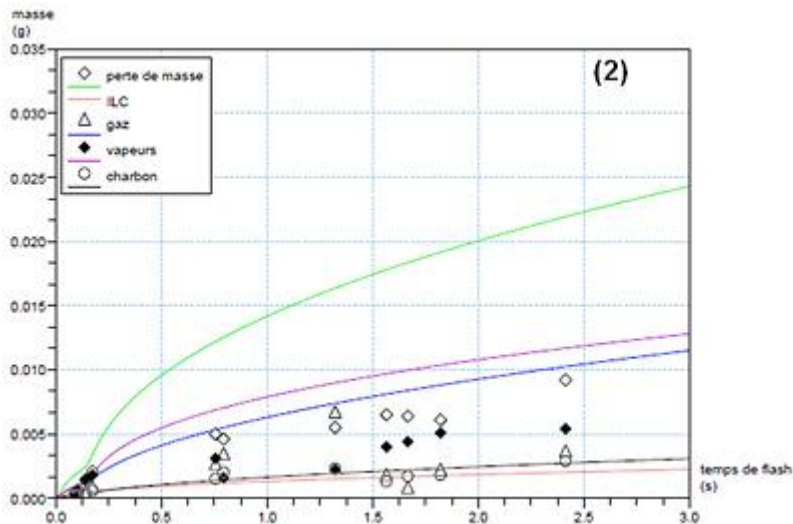 masse
(g)
0.035
(2)
perte de masse
ILC
gaz
vapeurs
charbon
0.030
0.025
0.020
0.015
0.010
0.005
0.000
temps de flash
(s)
0.0 0.5 1.0 1.5 2.0 2.5 3.0